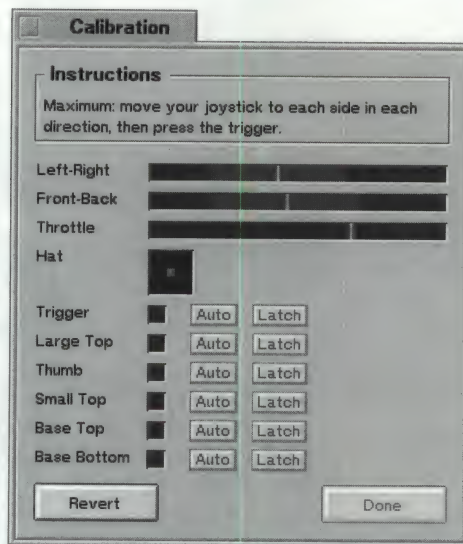 Calibration
Instructions
Maximum: move your joystick to each side in each
direction, then press the trigger.
Left-Right
Front-Back
Throttle
Hat
Trigger Auto Latch
Large Top Auto Latch
Thumb Auto Latch
Small Top Auto Latch
Base Top Auto Latch
Base Bottom Auto Latch
Revert Done